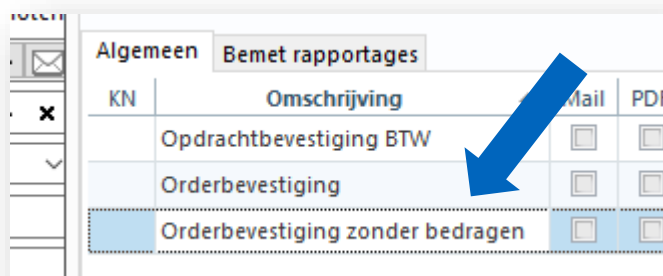 Algemeen Bemet rapportages
KN Omschrijving Mail PDF
Opdrachtbevestiging BTW
Orderbevestiging
Orderbevestiging zonder bedragen